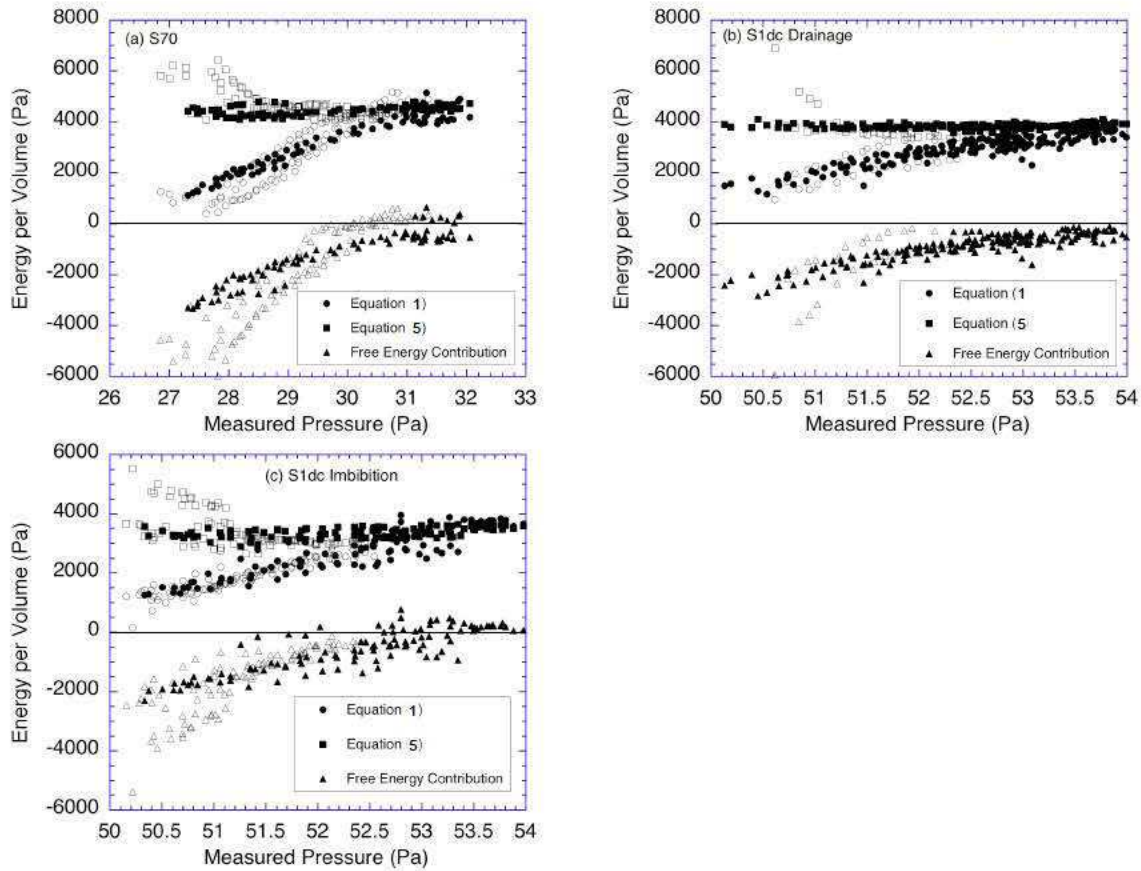 (a) S70
8000
6000
4000
2000
0
-2000
-4000
-6000
Energy per Volume (Pa)
Equation 1)
Equation 5)
Free Energy Contribution
26 27 28 29 30 31 32 33
Measured Pressure (Pa)
(b) S1dc Drainage
8000
6000
4000
2000
0
-2000
-4000
-6000
Energy per Volume (Pa)
Equation (1
Equation (5
Free Energy Contribution
50 50.5 51 51.5 52 52.5 53 53.5 54
Measured Pressure (Pa)
(c) S1dc Imbibition
6000
4000
2000
0
-2000
-4000
-6000
Energy per Volume (Pa)
Equation 1)
Equation 5)
Free Energy Contribution
50 50.5 51 51.5 52 52.5 53 53.5 54
Measured Pressure (Pa)